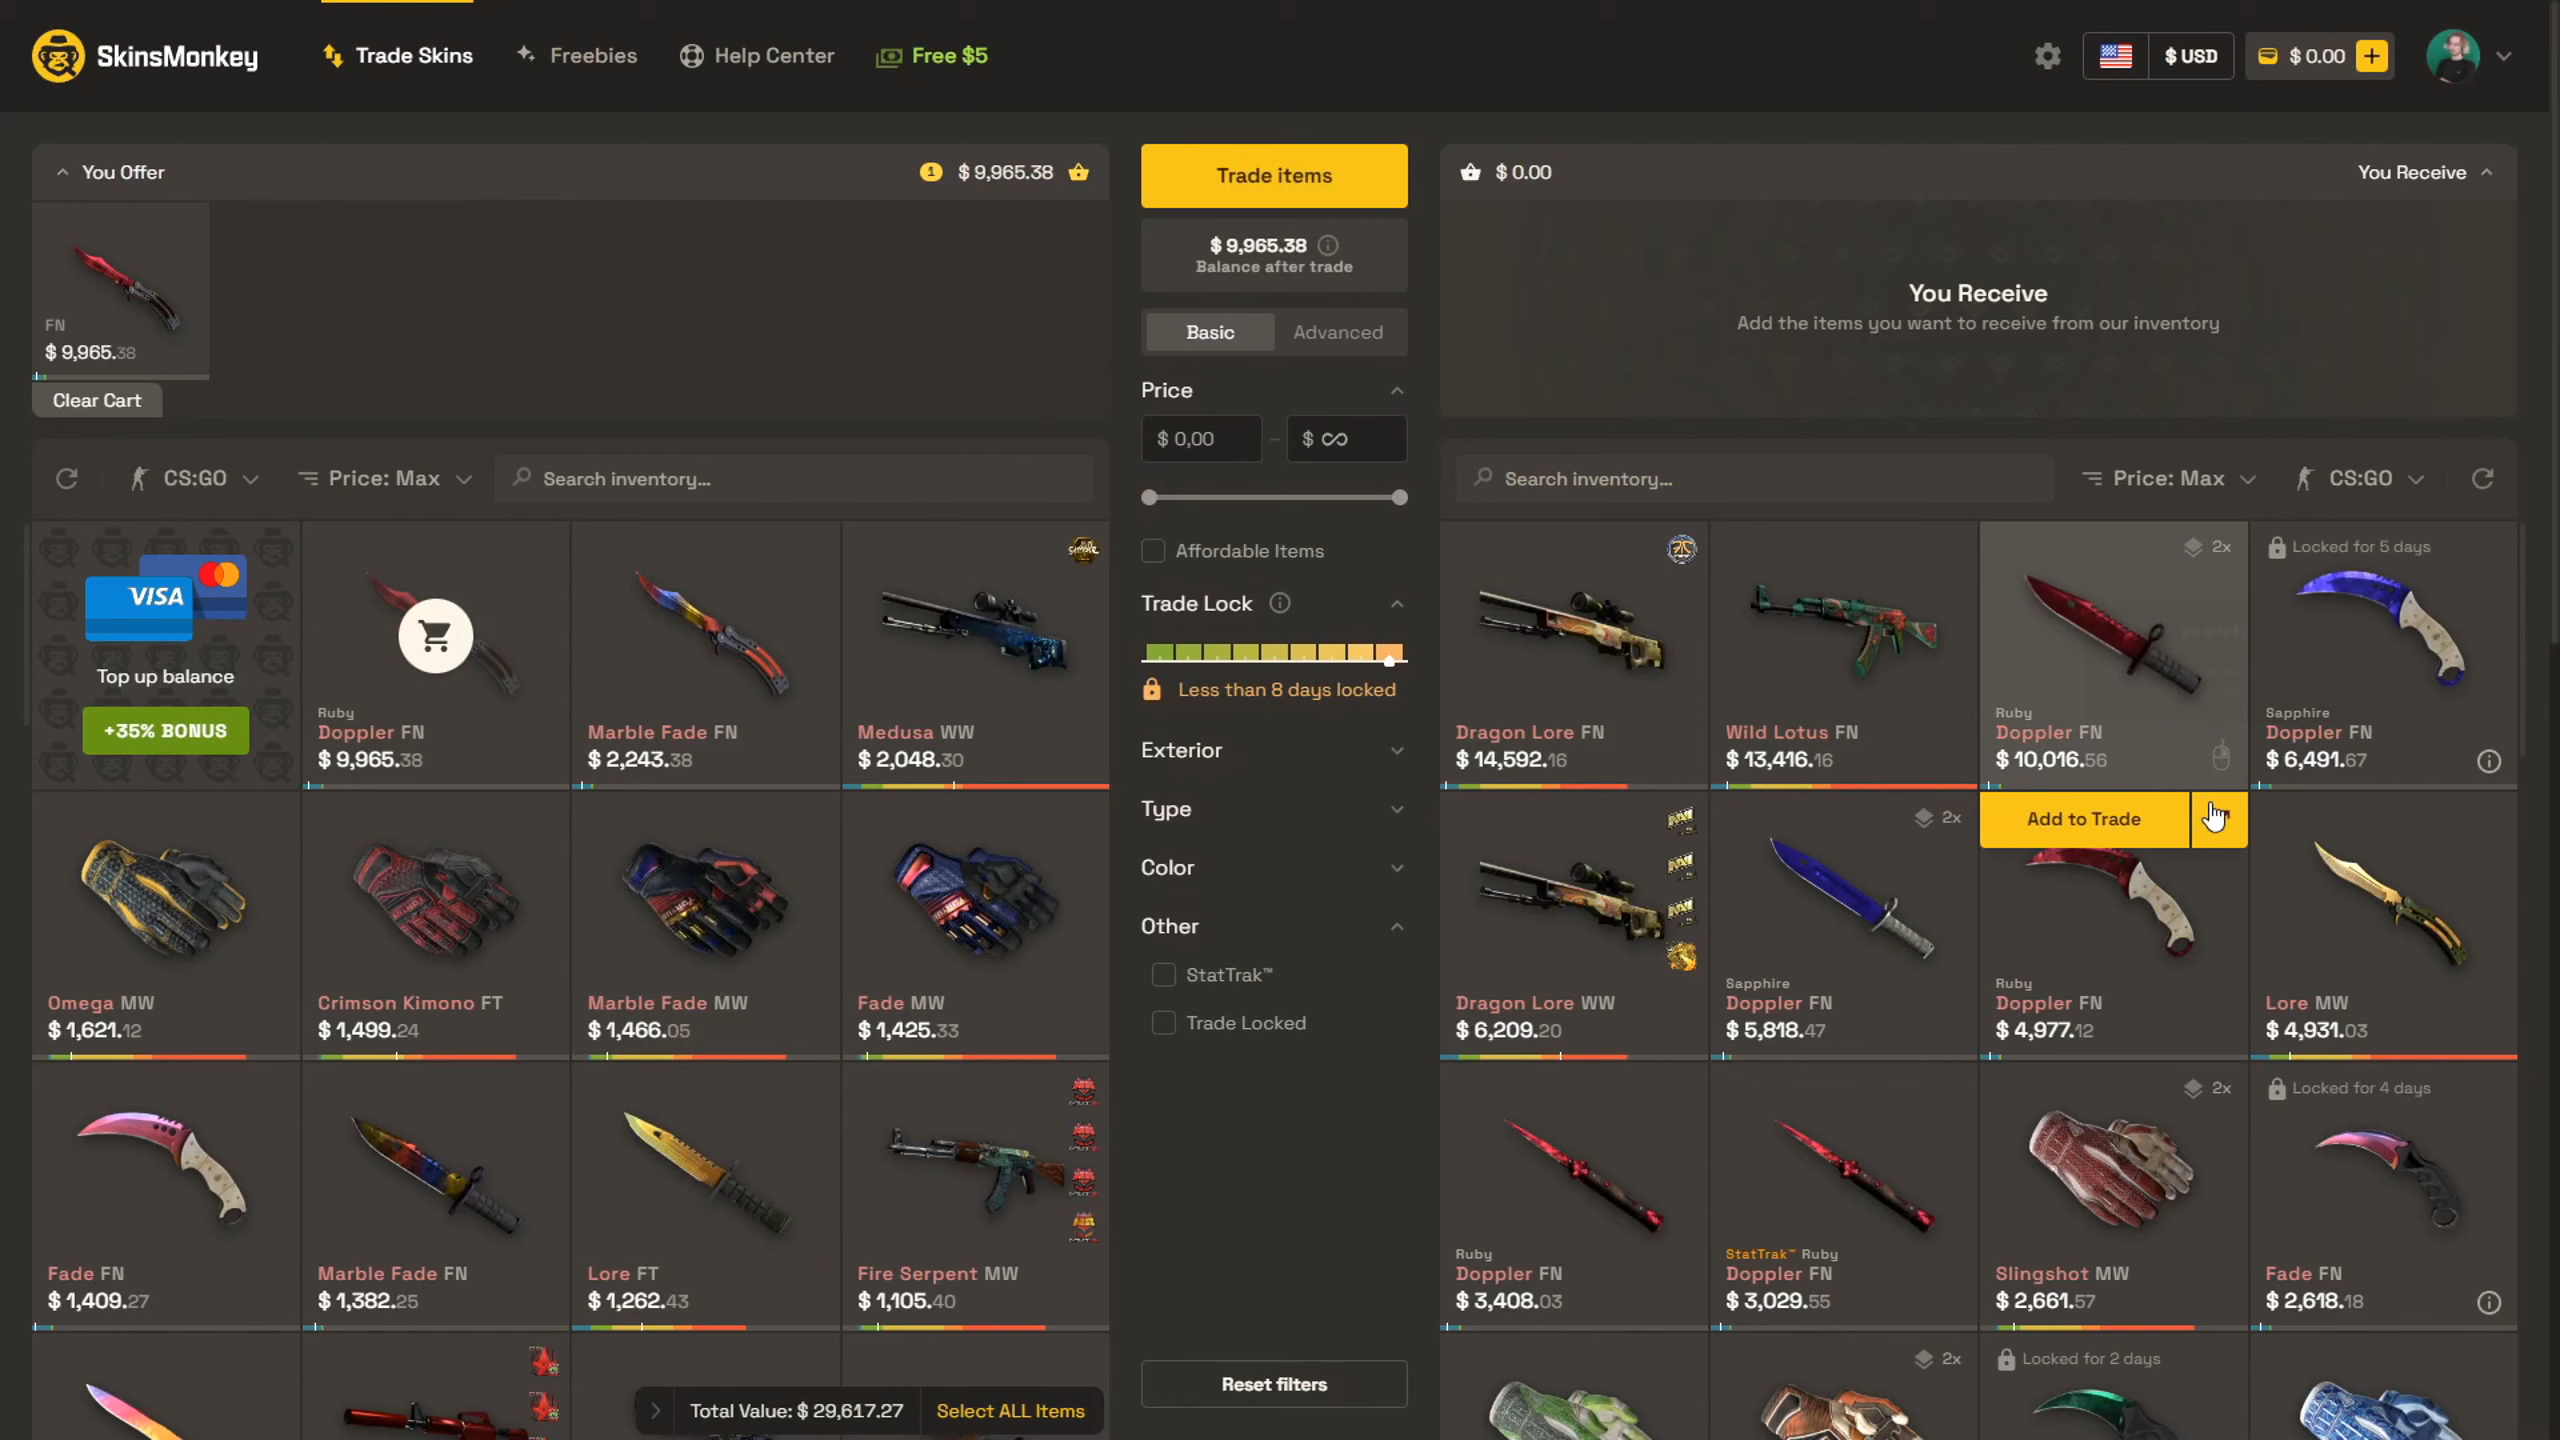 SkinsMonkey
Trade Skins
Freebies
Help Center
Free $5
$ USD
$ 0.00
You Offer
1
$ 9,965.38
FN
$ 9,965.38
Clear Cart
Trade items
$ 9,965.38
Balance after trade
Basic
Advanced
Price
$ 0,00
-
$ ∞
Affordable Items
Trade Lock
Less than 8 days locked
Exterior
Type
Color
Other
StatTrak™
Trade Locked
Reset filters
$ 0.00
You Receive
You Receive
Add the items you want to receive from our inventory
CS:GO
Price: Max
Search inventory...
VISA
Top up balance
+35% BONUS
Ruby
Doppler FN
$ 9,965.38
Marble Fade FN
$ 2,243.38
Medusa WW
$ 2,048.30
Omega MW
$ 1,621.12
Crimson Kimono FT
$ 1,499.24
Marble Fade MW
$ 1,466.05
Fade MW
$ 1,425.33
Fade FN
$ 1,409.27
Marble Fade FN
$ 1,382.25
Lore FT
$ 1,262.43
Fire Serpent MW
$ 1,105.40
Total Value: $ 29,617.27
Select ALL Items
Search inventory...
Price: Max
CS:GO
Dragon Lore FN
$ 14,592.16
Wild Lotus FN
$ 13,416.16
2x
Ruby
Doppler FN
$ 10,016.56
Add to Trade
Locked for 5 days
Sapphire
Doppler FN
$ 6,491.67
Dragon Lore WW
$ 6,209.20
2x
Sapphire
Doppler FN
$ 5,818.47
Ruby
Doppler FN
$ 4,977.12
Lore MW
$ 4,931.03
Ruby
Doppler FN
$ 3,408.03
StatTrak™ Ruby
Doppler FN
$ 3,029.55
2x
Slingshot MW
$ 2,661.57
Locked for 4 days
Fade FN
$ 2,618.18
2x
Locked for 2 days